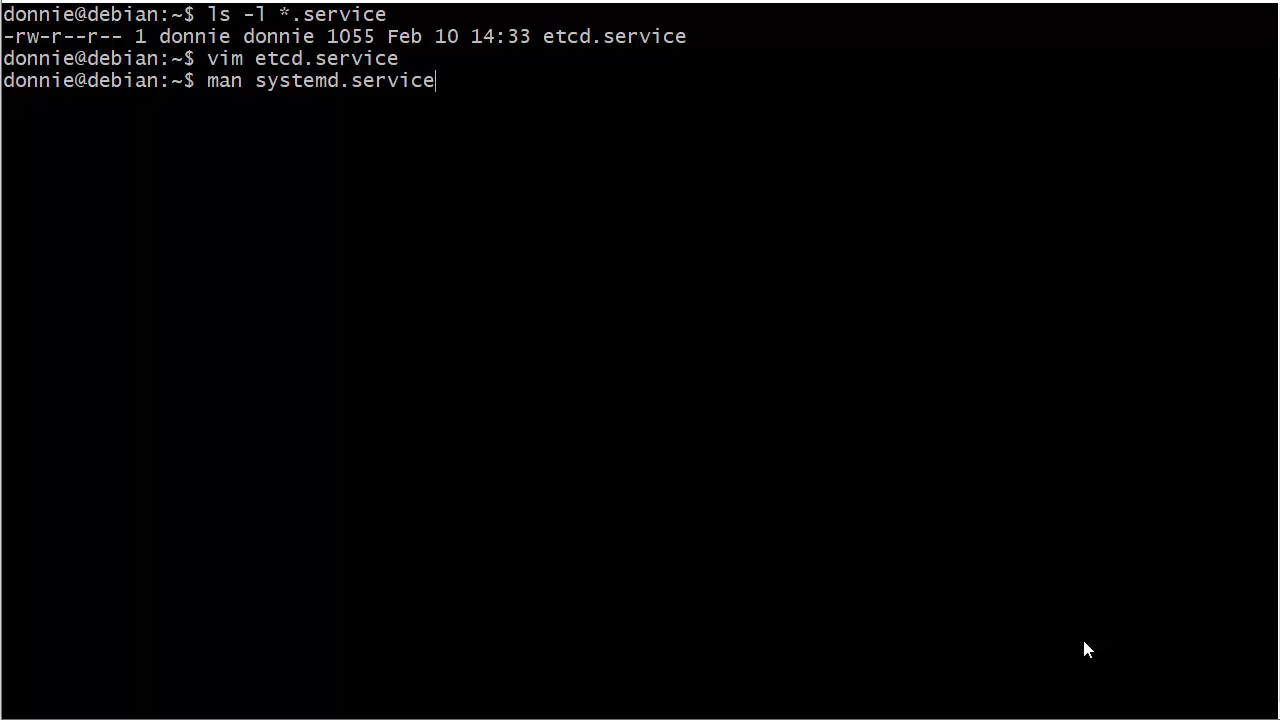 donnie@debian:~$ ls -l *.service
-rw-r--r-- 1 donnie donnie 1055 Feb 10 14:33 etcd.service
donnie@debian:~$ vim etcd.service
donnie@debian:~$ man systemd.service